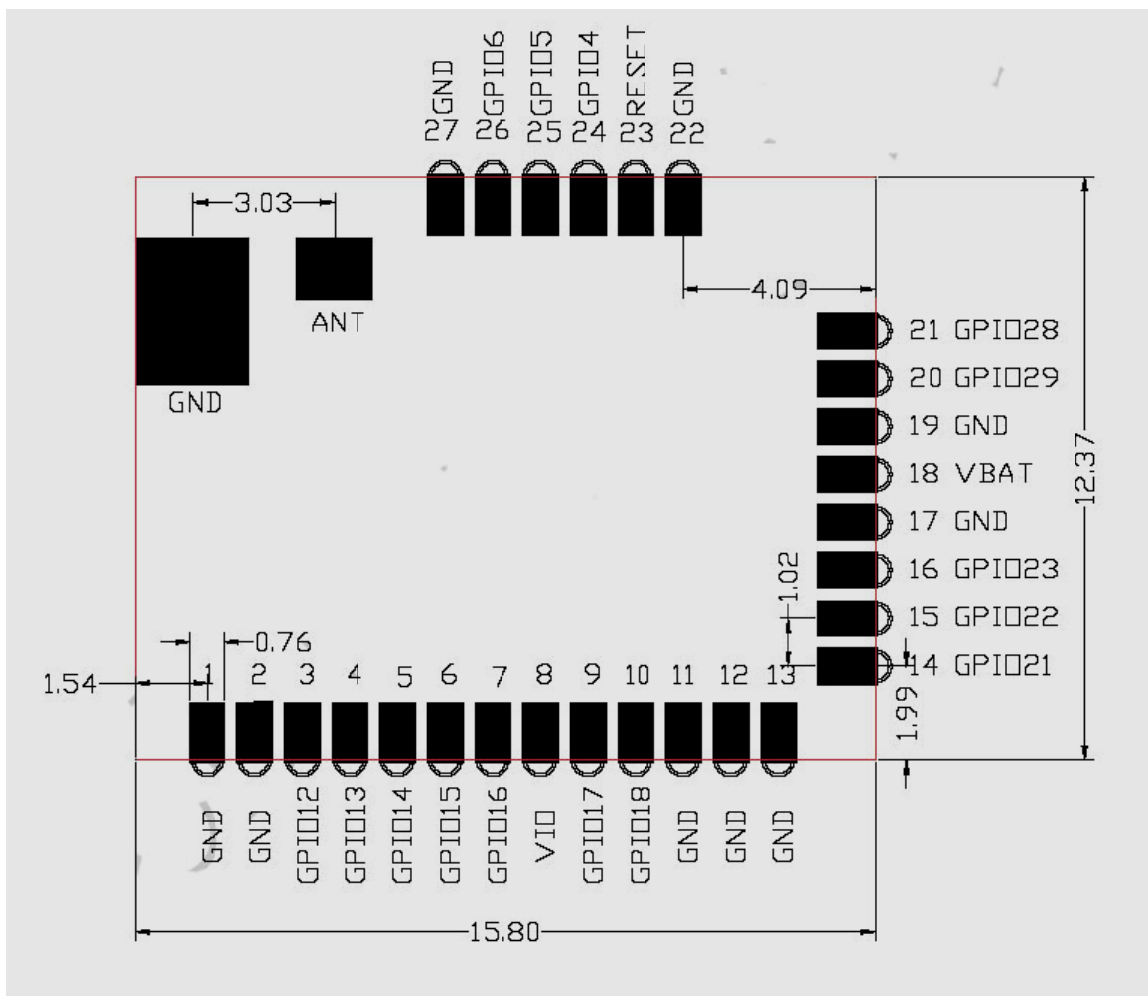 GND
GPIO6
GPIO5
GPIO4
RESET
GND
27
26
25
24
23
22
3.03
4.09
ANT
GND
21 GPIO28
20 GPIO29
19 GND
18 VBAT
17 GND
16 GPIO23
15 GPIO22
14 GPIO21
12.37
1.02
1.99
0.76
1.54
1
2
3
4
5
6
7
8
9
10
11
12
13
GND
GND
GPIO12
GPIO13
GPIO14
GPIO15
GPIO16
VIO
GPIO17
GPIO18
GND
GND
GND
15.80